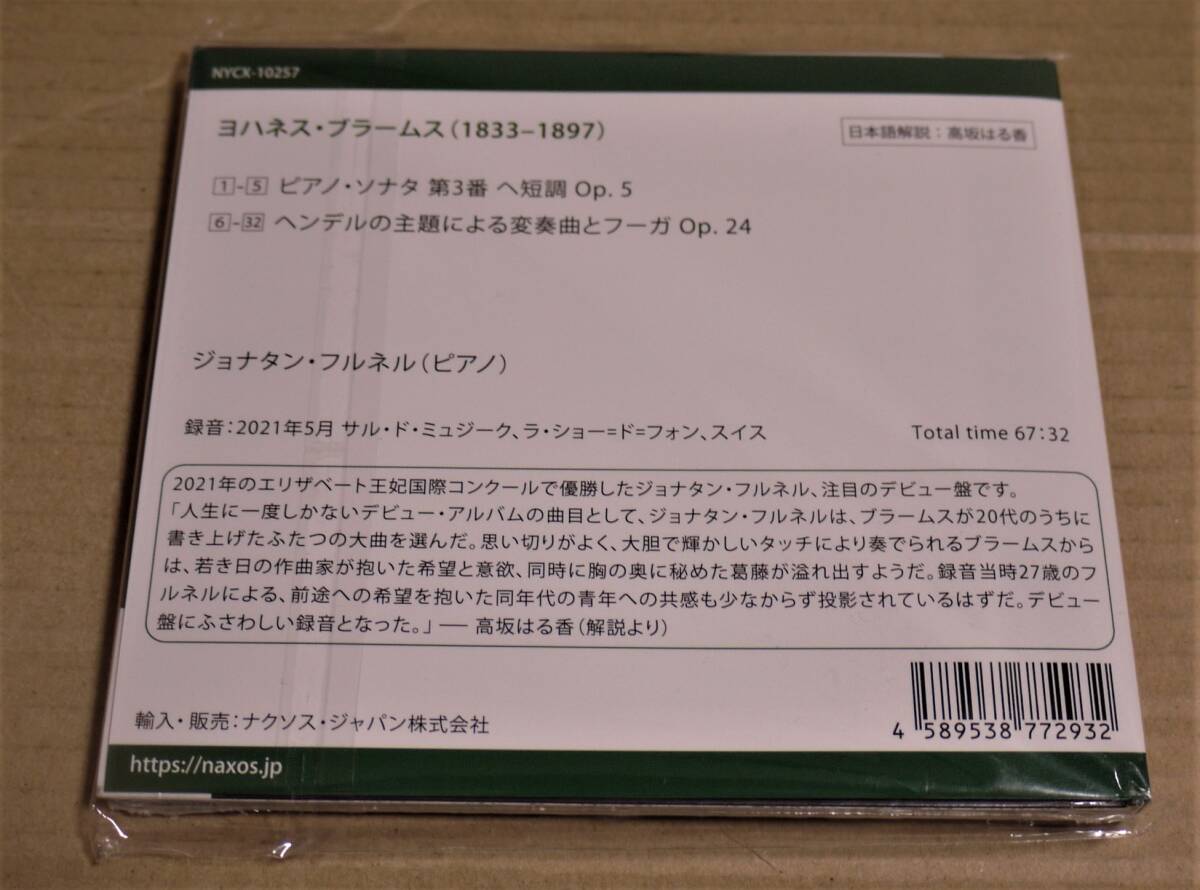 NYCX-10257
ヨハネス・ブラームス（1833–1897）
日本語解説：高坂はる香
1-5 ピアノ・ソナタ 第3番 ヘ短調 Op. 5
6-32 ヘンデルの主題による変奏曲とフーガ Op. 24
ジョナタン・フルネル（ピアノ）
録音：2021年5月 サル・ド・ミュジーク、ラ・ショー=ド=フォン、スイス
Total time 67：32
2021年のエリザベート王妃国際コンクールで優勝したジョナタン・フルネル、注目のデビュー盤です。
「人生に一度しかないデビュー・アルバムの曲目として、ジョナタン・フルネルは、ブラームスが20代のうちに
書き上げたふたつの大曲を選んだ。思い切りがよく、大胆で輝かしいタッチにより奏でられるブラームスから
は、若き日の作曲家が抱いた希望と意欲、同時に胸の奥に秘めた葛藤が溢れ出すようだ。録音当時27歳のフ
ルネルによる、前途への希望を抱いた同年代の青年への共感も少なからず投影されているはずだ。デビュー
盤にふさわしい録音となった。」— 高坂はる香（解説より）
輸入・販売：ナクソス・ジャパン株式会社
4 589538 772932
https://naxos.jp